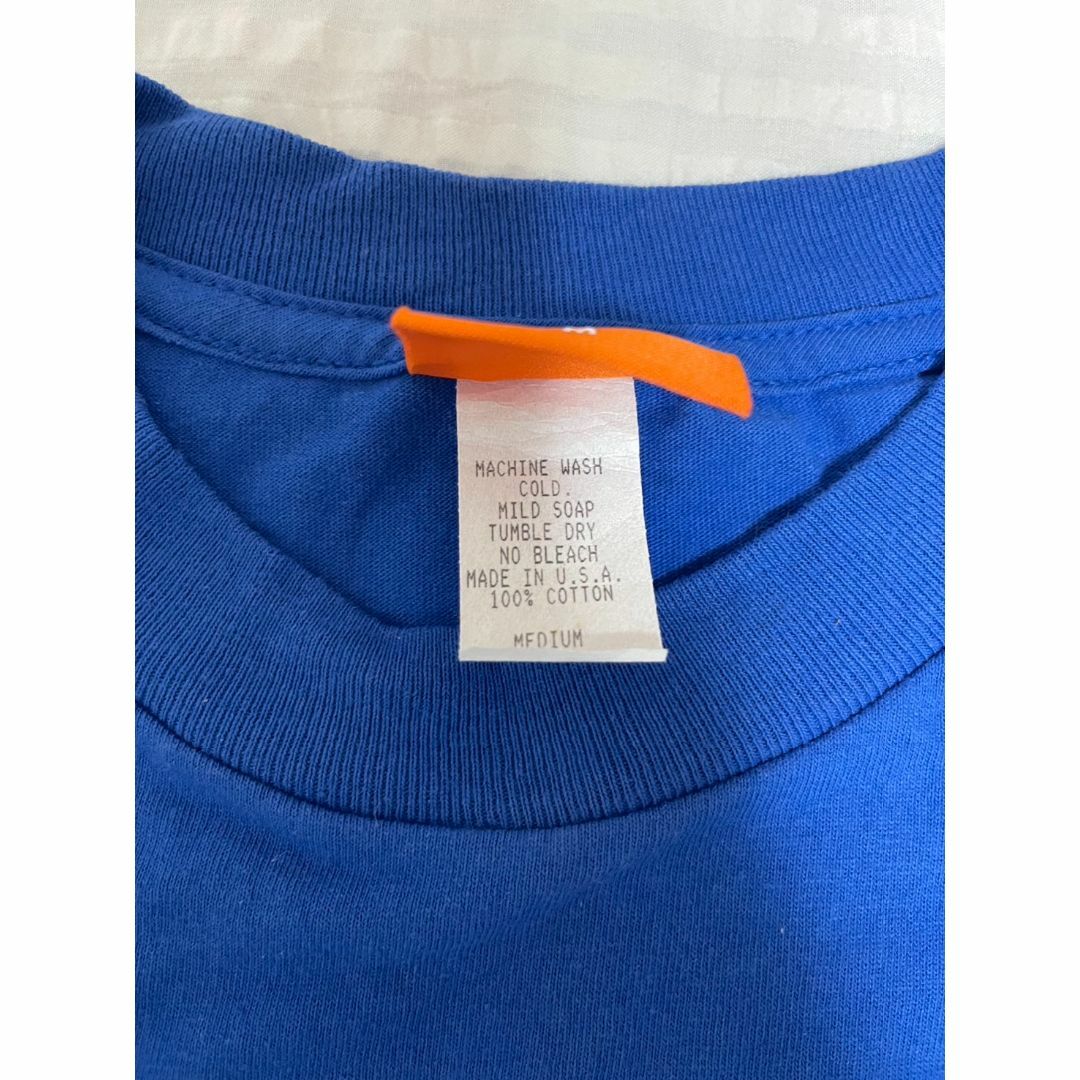 MACHINE WASH
COLD.
MILD SOAP
TUMBLE DRY
NO BLEACH
MADE IN U.S.A.
100% COTTON
MEDIUM